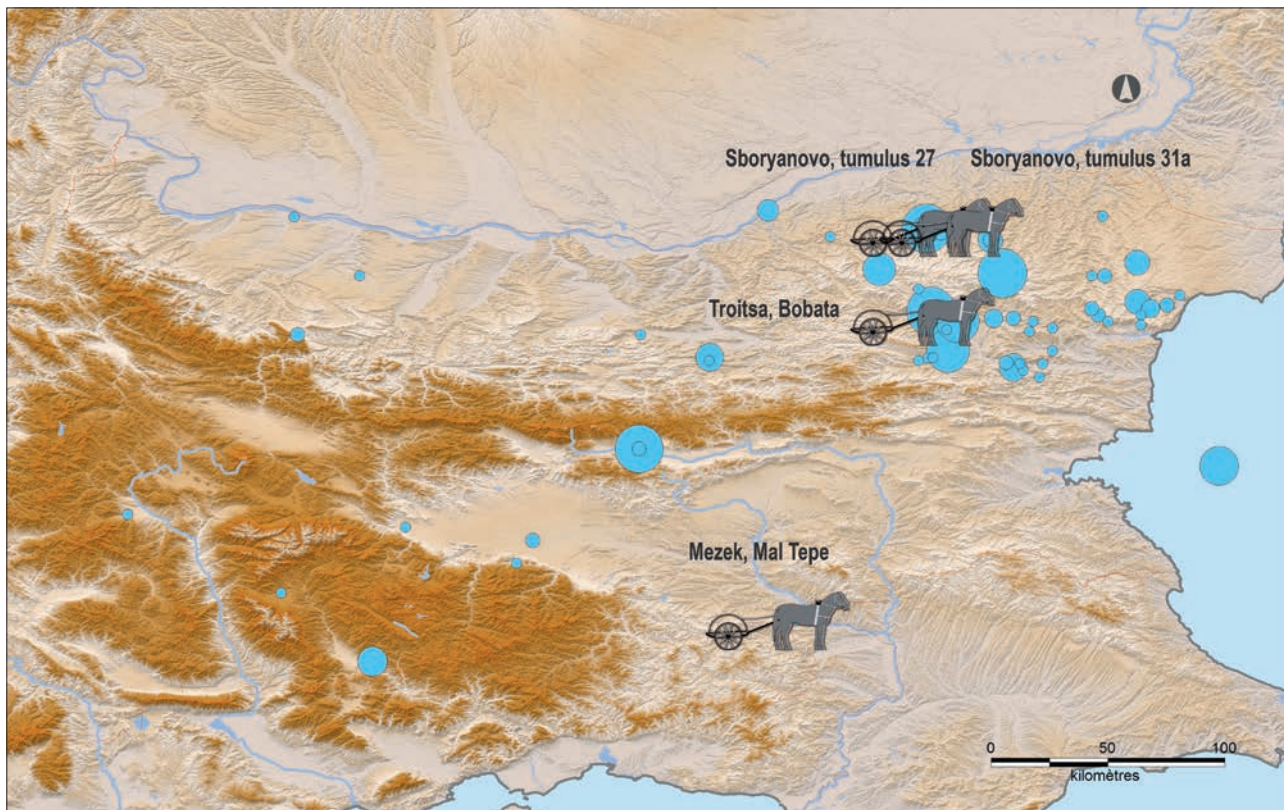 Sboryanovo, tumulus 27
Sboryanovo, tumulus 31a
Troitsa, Bobata
Mezek, Mal Tepe
0 50 100
kilomètres